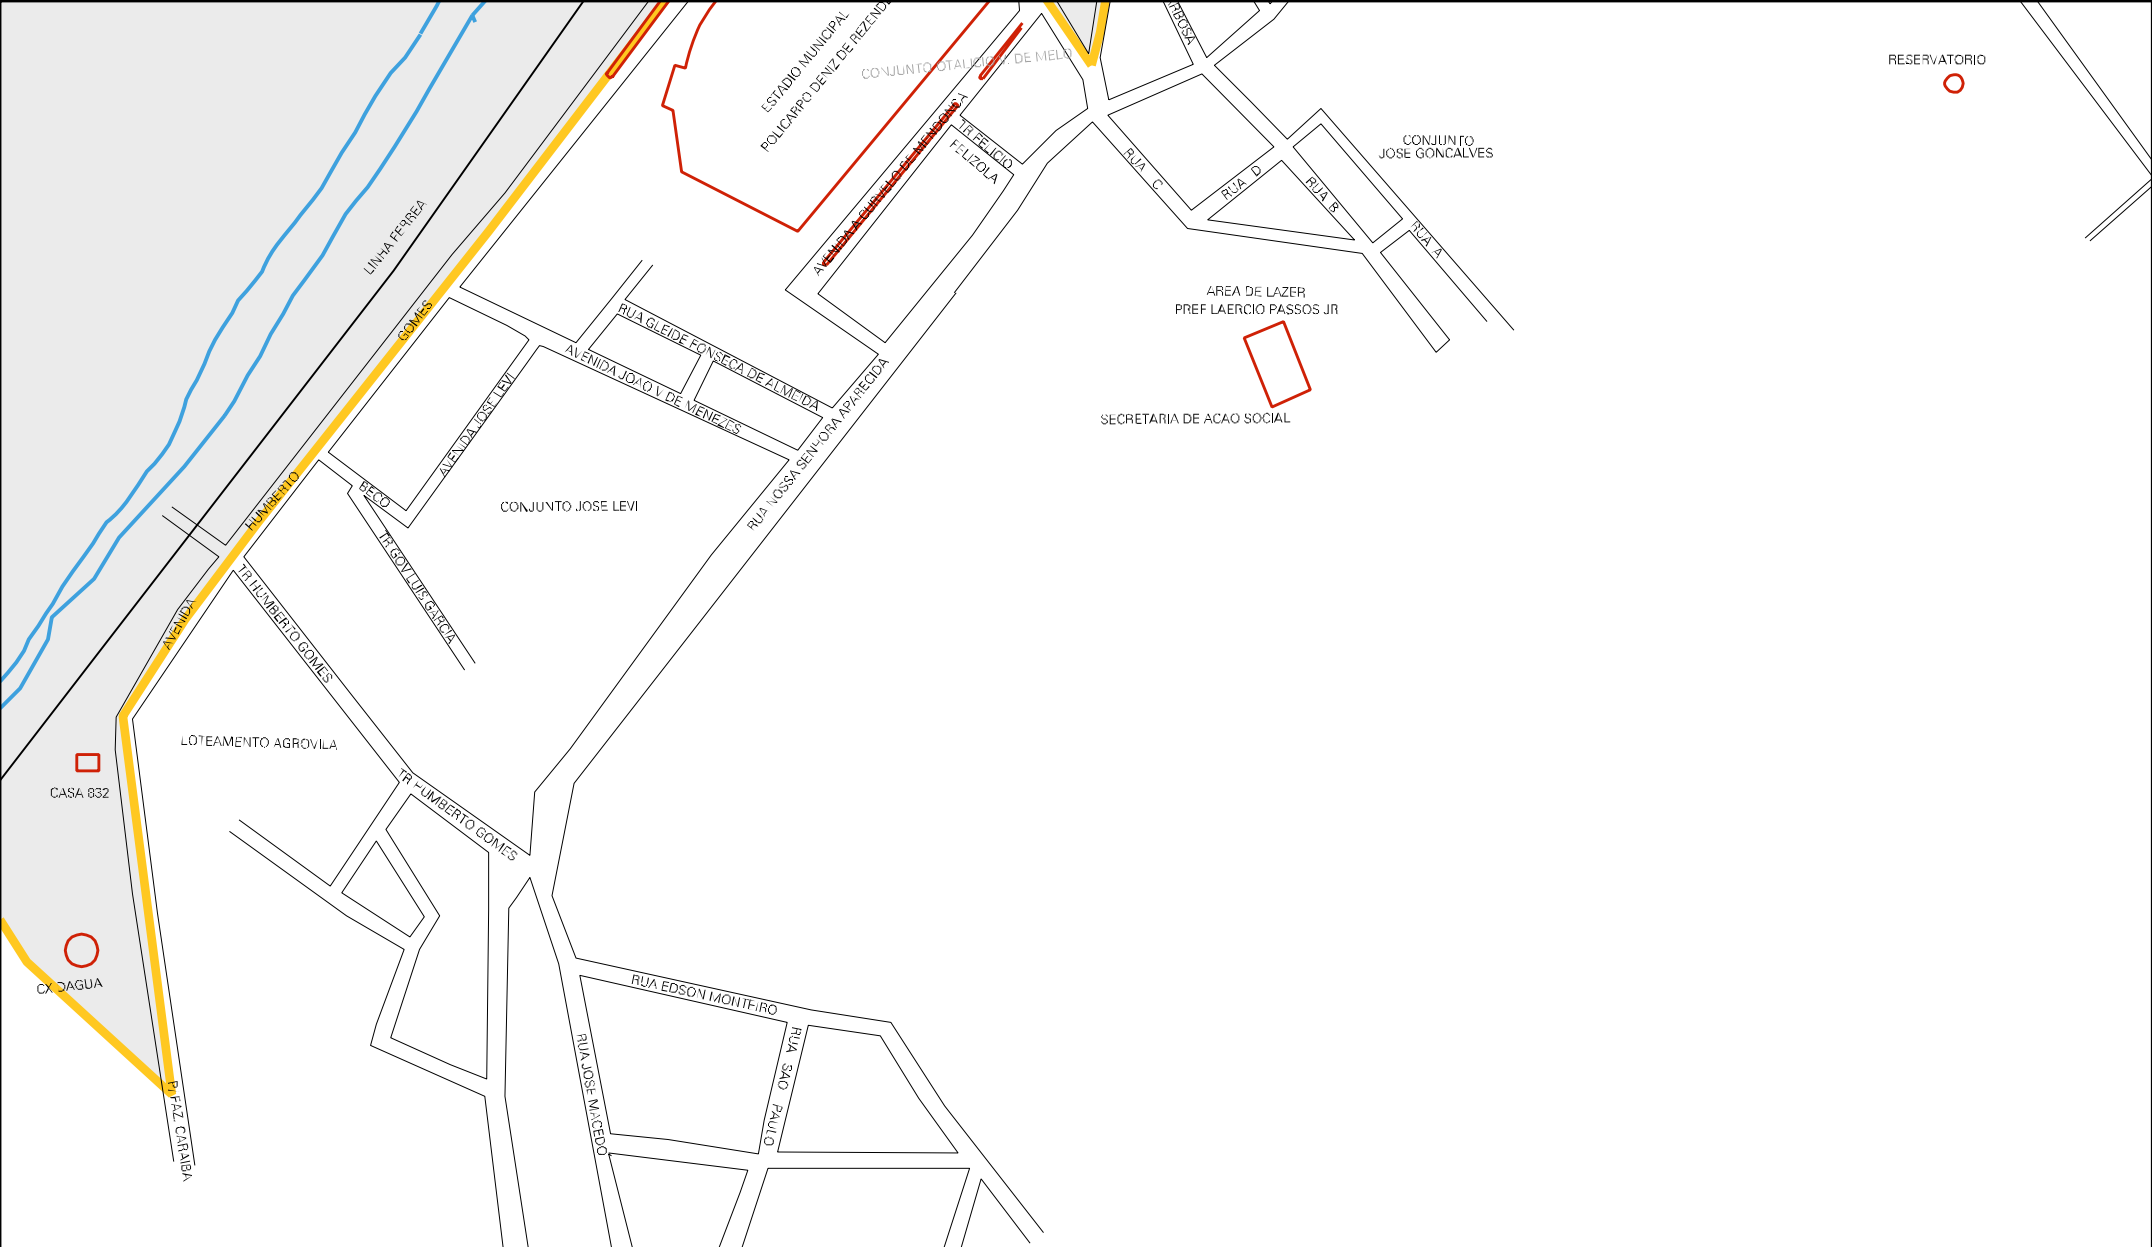 ESTADIO MUNICIPAL
POLICARPO DENIZ DE REZENDE
CONJUNTO OTALICIO V. DE MELO
RESERVATORIO
CONJUNTO
JOSE GONCALVES
TR FELICIO
FELIZOLA
AVENIDA A CURVELO DE MENDONCA
RUA C
RUA D
RUA B
RUA A
LINHA FERREA
AREA DE LAZER
PREF LAERCIO PASSOS JR
SECRETARIA DE ACAO SOCIAL
RUA GLEIDE FONSECA DE ALMEIDA
AVENIDA JOAO V DE MENEZES
AVENIDA JOSE LEVI
RUA NOSSA SENHORA APARECIDA
AVENIDA HUMBERTO GOMES
BECO
CONJUNTO JOSE LEVI
TR GOV LUIS GARCIA
TR HUMBERTO GOMES
LOTEAMENTO AGROVILA
CASA 832
TR HUMBERTO GOMES
CX DAGUA
RUA EDSON MONTEIRO
RUA SAO PAULO
RUA JOSE MACEDO
P/ FAZ. CARAIBA